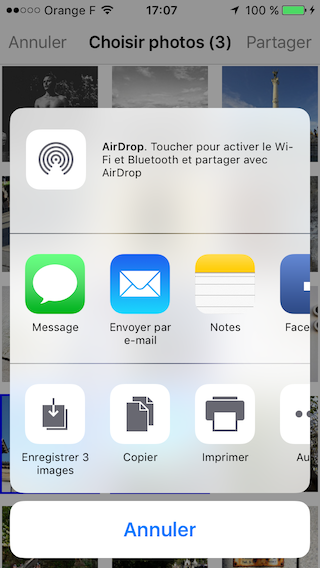 Orange F 17:07 100 %
Annuler Choisir photos (3) Partager
AirDrop. Toucher pour activer le Wi-
Fi et Bluetooth et partager avec
AirDrop
Message Envoyer par Notes Face
e-mail
Enregistrer 3 Copier Imprimer Au
images
Annuler